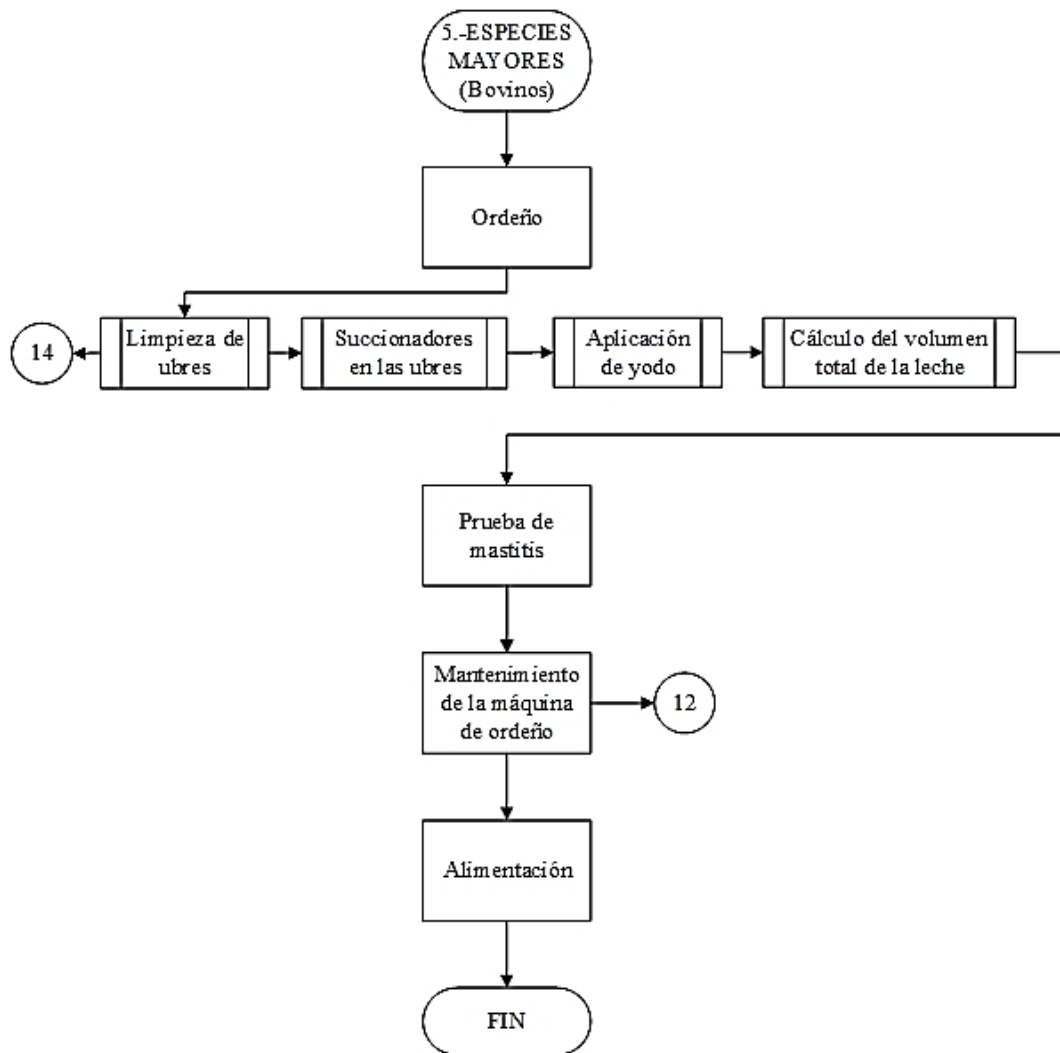 5.-ESPECIES
MAYORES
(Bovinos)
Ordeño
14
Limpieza de
ubres
Succionadores
en las ubres
Aplicación
de yodo
Cálculo del volumen
total de la leche
Prueba de
mastitis
Mantenimiento
de la máquina
de ordeño
12
Alimentación
FIN